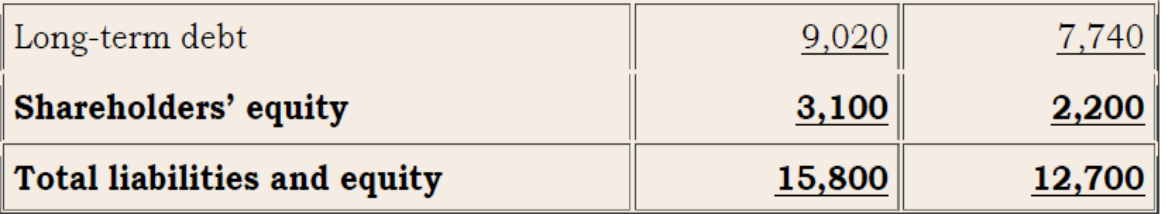 Long-term debt 9,020 7,740
Shareholders’ equity 3,100 2,200
Total liabilities and equity 15,800 12,700